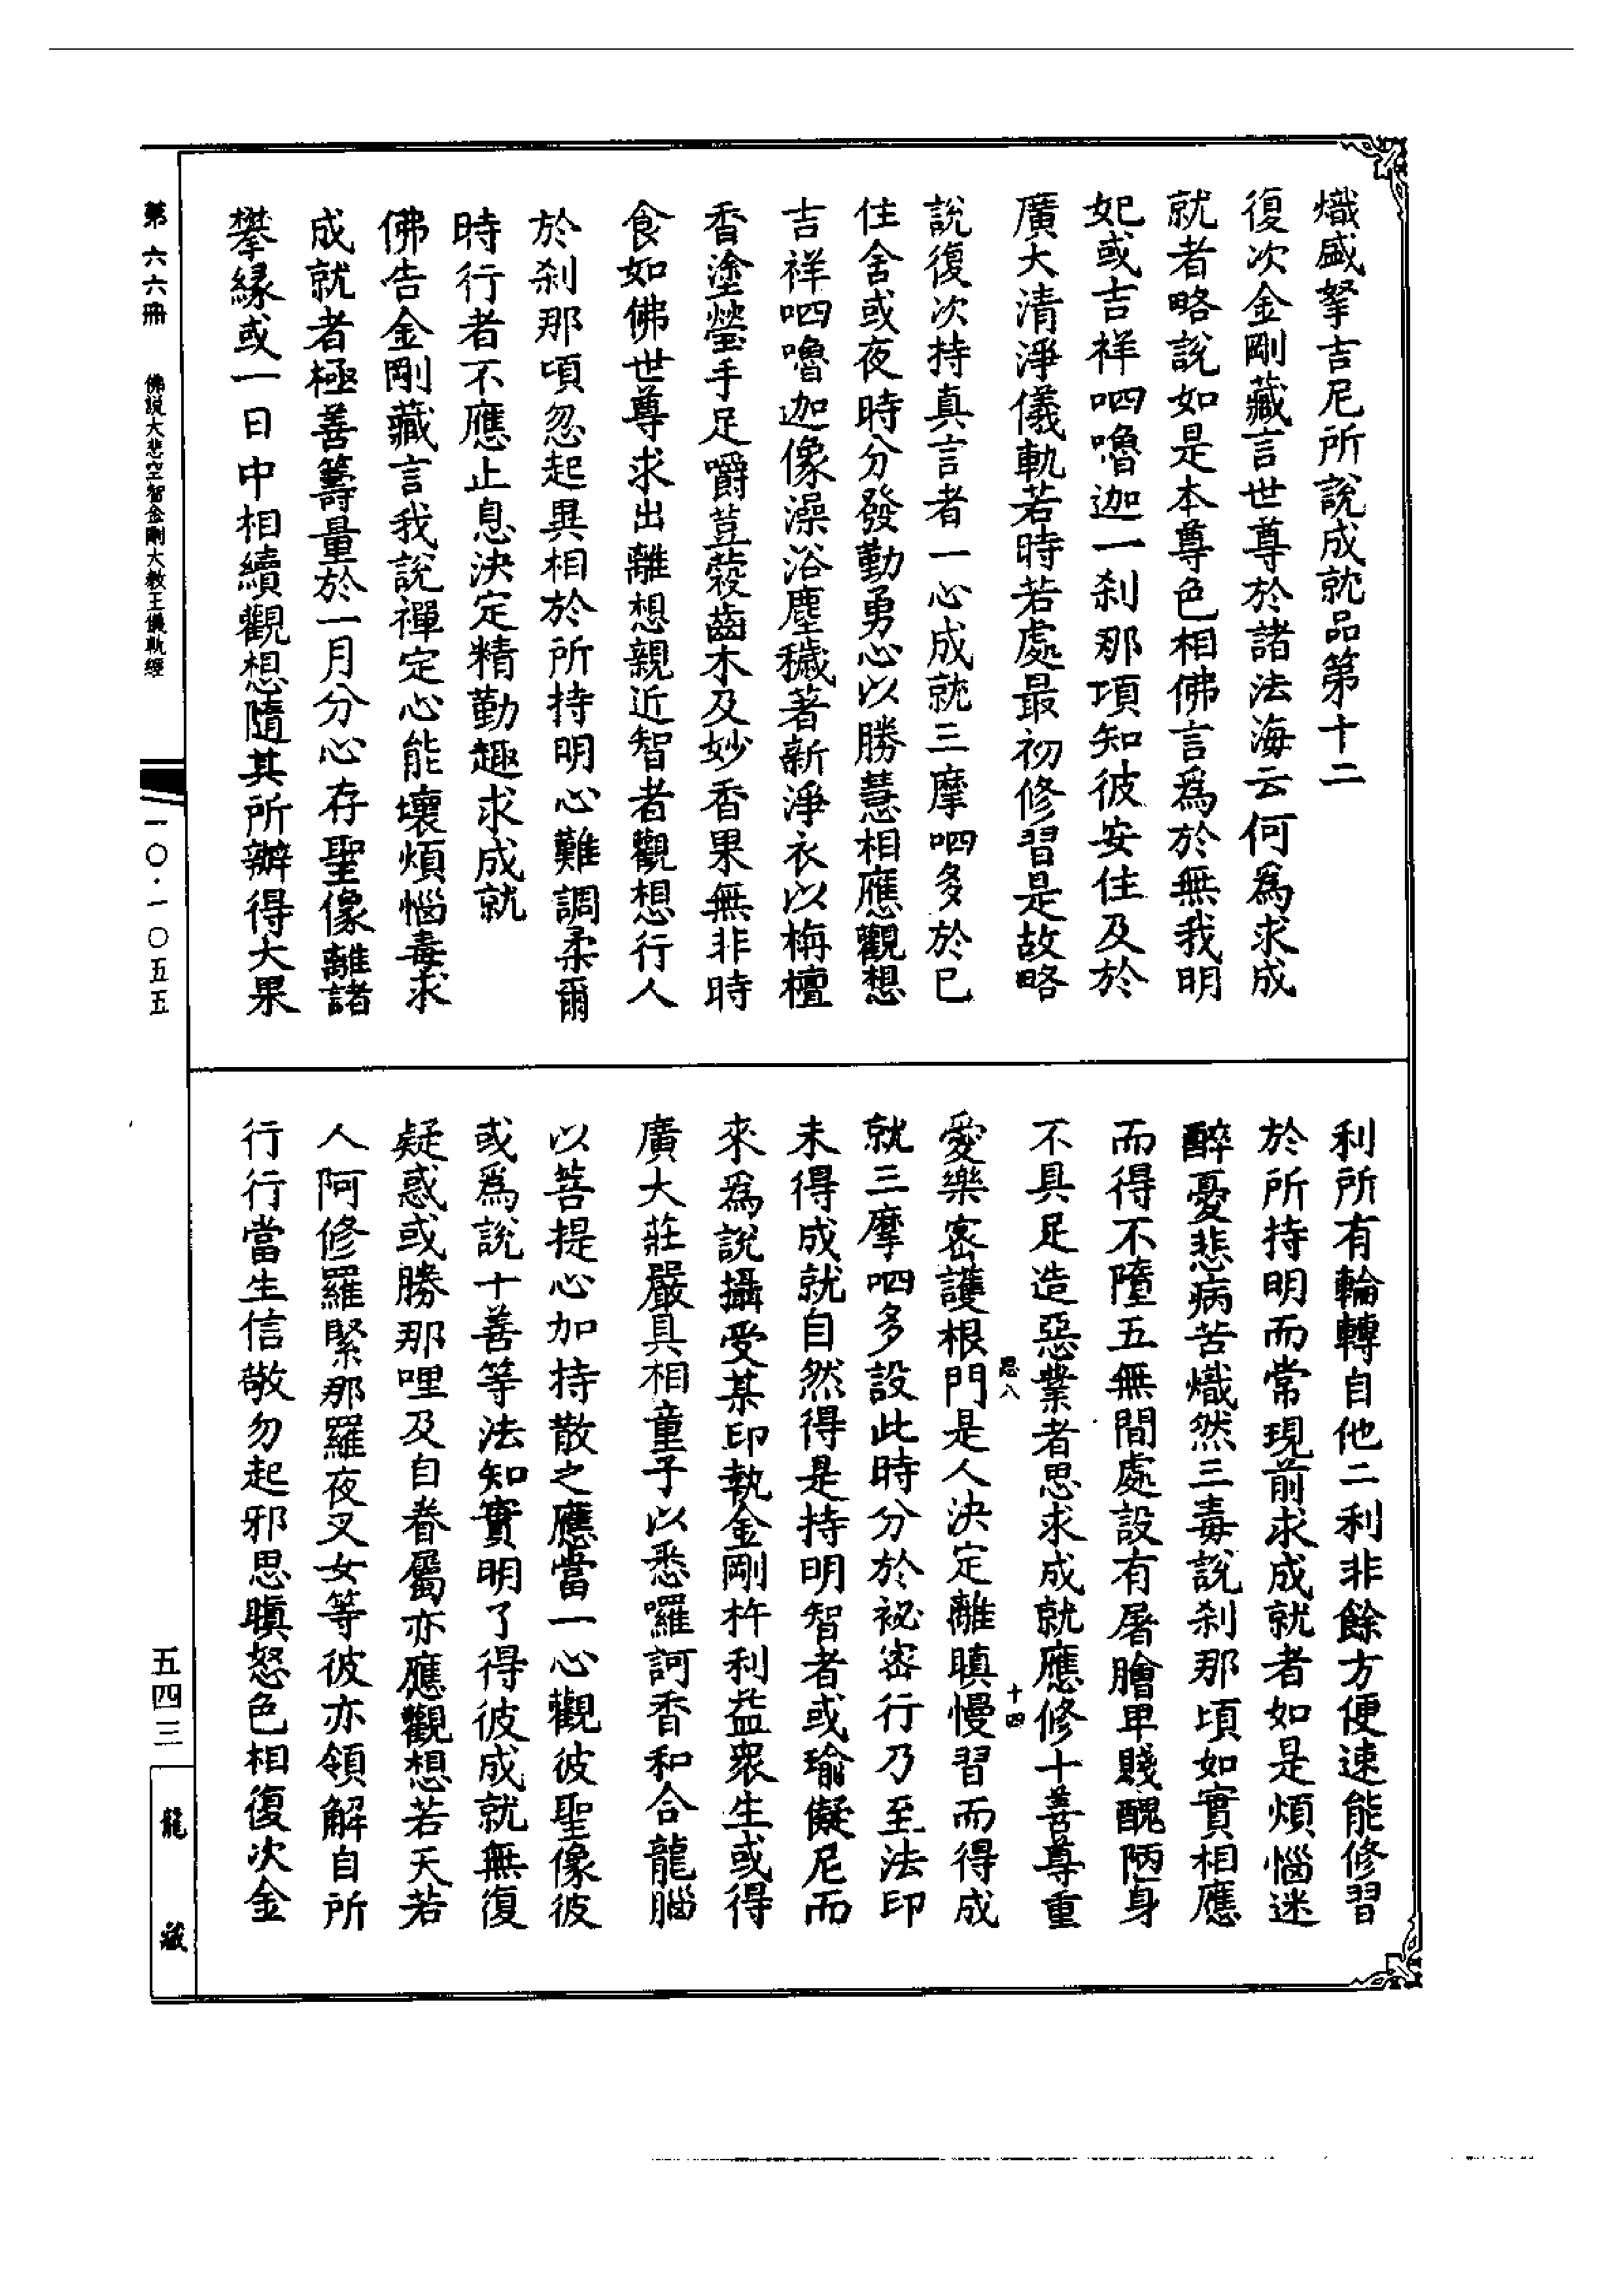 熾盛拏吉尼所說成就品第十二
復次金剛藏言世尊於諸法海云何爲求成
就者略說如是本尊色相佛言爲於無我明
妃或吉祥呬嚕迦一刹那項知彼安住及於
廣大清淨儀軌若時若處最初修習是故略
說復次持真言者一心成就三摩呬多於已
住舍或夜時分發勤勇心以勝慧相應觀想
吉祥呬嚕迦像澡浴塵穢著新淨衣以栴檀
香塗瑩手足嚼荳蔻齒木及妙香果無非時
食如佛世尊求出離想親近智者觀想行人
於刹那頃忽起異相於所持明心難調柔爾
時行者不應止息決定精勤趣求成就
佛告金剛藏言我說禪定心能壞煩惱毒求
成就者極善籌量於一月分心存聖像離諸
攀緣或一日中相續觀想隨其所辦得大果
利所有輪轉自他二利非餘方便速能修習
於所持明而常現前求成就者如是煩惱迷
醉憂悲病苦熾然三毒說刹那頃如實相應
而得不墮五無間處設有屠膾卑賤醜陋身
不具足造惡業者思求成就應修十善尊重
愛樂密護根門是人決定離瞋慢習而得成
就三摩呬多設此時分於祕密行乃至法印
未得成就自然得是持明智者或瑜儗尼而
來爲說攝受某印執金剛杵利益衆生或得
廣大莊嚴具相童子以悉囉訶香和合龍腦
以菩提心加持散之應當一心觀彼聖像彼
或爲說十善等法知實明了得彼成就無復
疑惑或勝那哩及自眷屬亦應觀想若天若
人阿修羅緊那羅夜叉女等彼亦領解自所
行行當生信敬勿起邪思瞋怒色相復次金
十四
第六六冊
佛說大悲空智金剛大教王儀軌經
一〇·一〇五五
五四三
龍藏